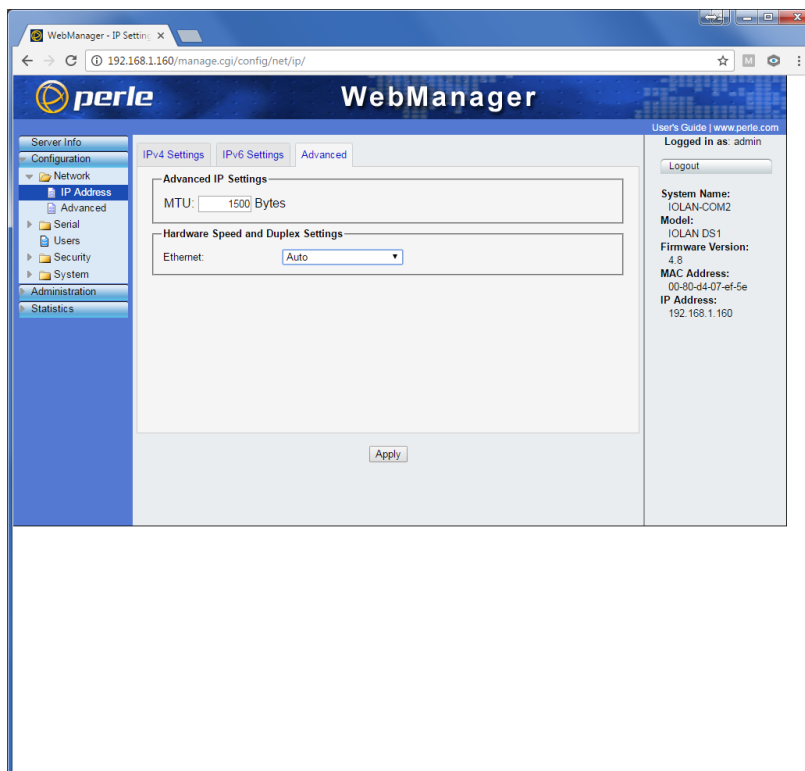 WebManager - IP Setting
192.168.1.160/manage.cgi/config/net/ip/
perle
WebManager
User's Guide | www.perle.com
Server Info
Configuration
Network
IP Address
Advanced
Serial
Users
Security
System
Administration
Statistics
IPv4 Settings
IPv6 Settings
Advanced
Advanced IP Settings
MTU: 1500 Bytes
Hardware Speed and Duplex Settings
Ethernet: Auto
Apply
Logged in as: admin
Logout
System Name:
IOLAN-COM2
Model:
IOLAN DS1
Firmware Version:
4.8
MAC Address:
00-80-d4-07-ef-5e
IP Address:
192.168.1.160